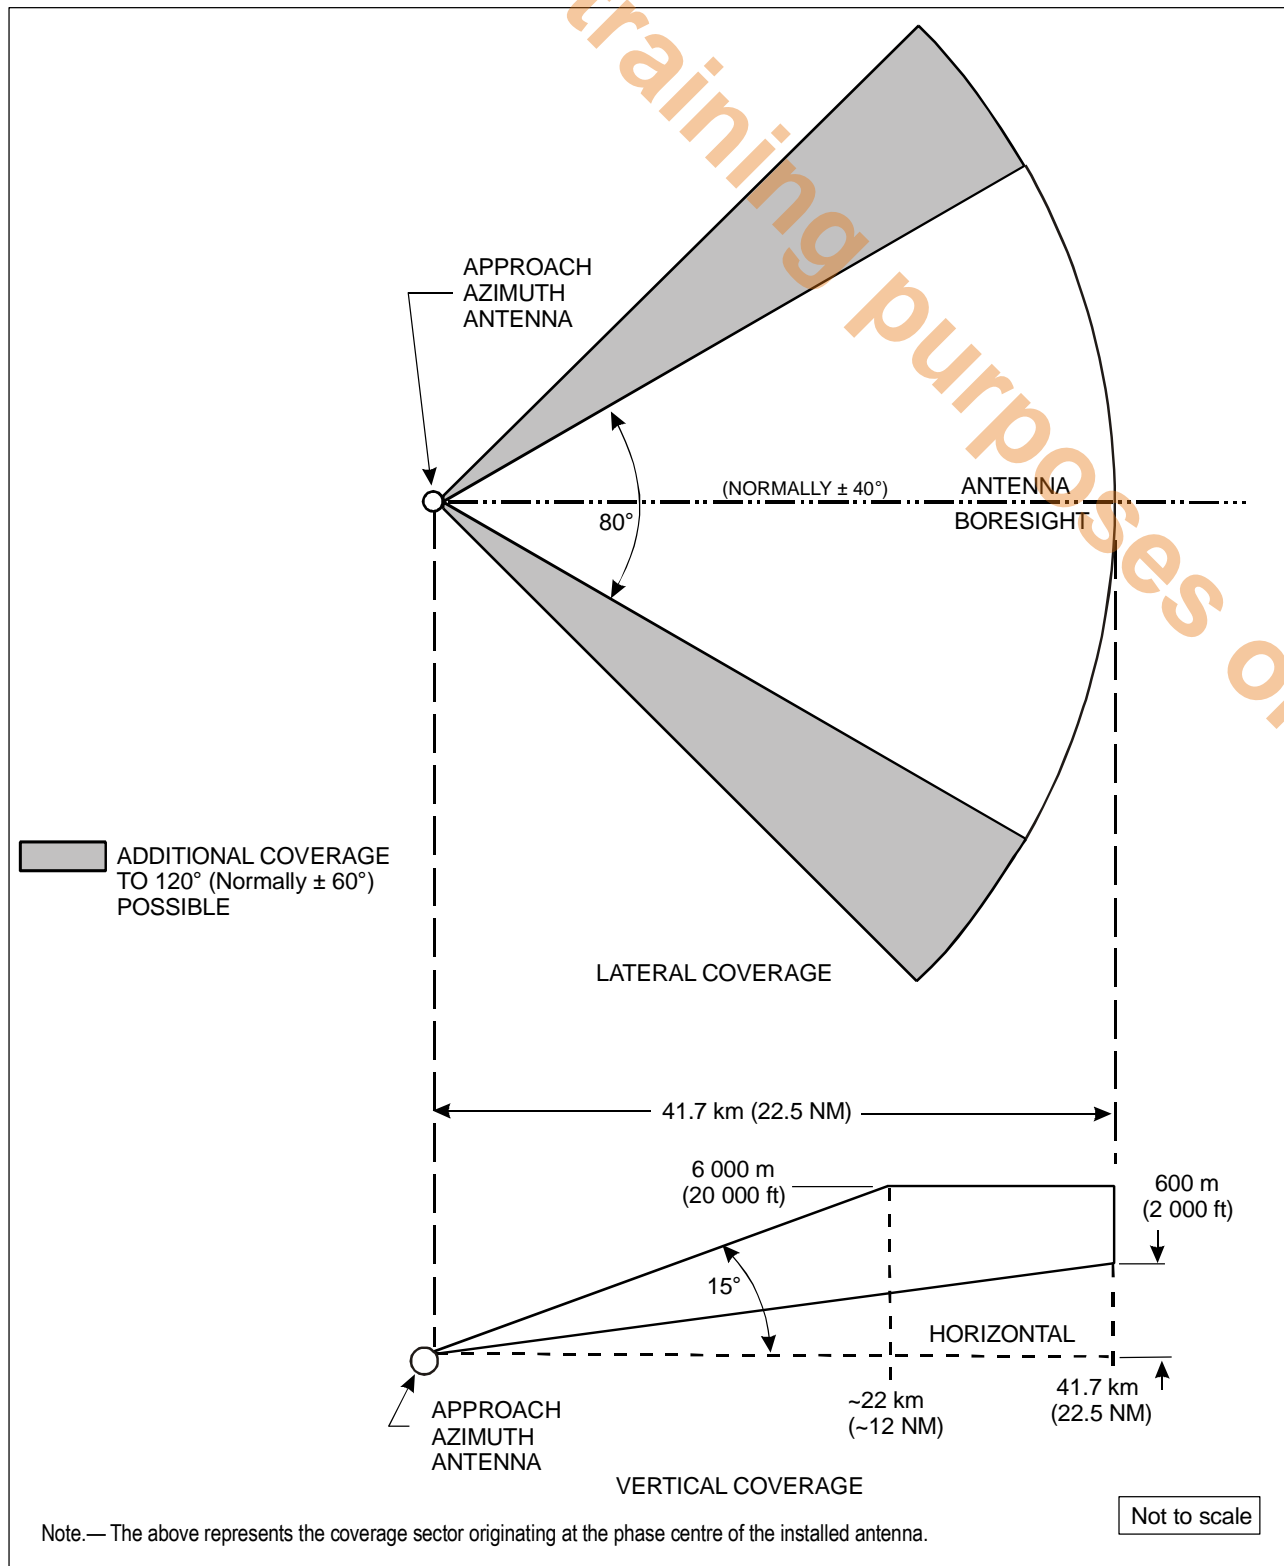 training purposes
APPROACH
AZIMUTH
ANTENNA
(NORMALLY ± 40°)
ANTENNA
BORESIGHT
80°
ADDITIONAL COVERAGE
TO 120° (Normally ± 60°)
POSSIBLE
LATERAL COVERAGE
41.7 km (22.5 NM)
6 000 m
(20 000 ft)
600 m
(2 000 ft)
15°
HORIZONTAL
~22 km
(~12 NM)
41.7 km
(22.5 NM)
APPROACH
AZIMUTH
ANTENNA
VERTICAL COVERAGE
Not to scale
Note.— The above represents the coverage sector originating at the phase centre of the installed antenna.